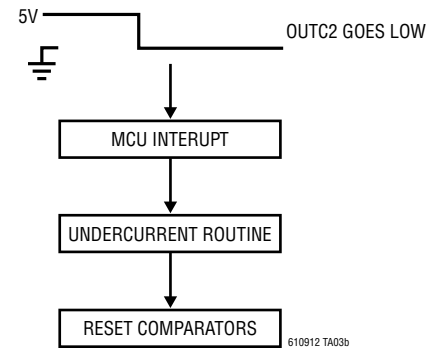 5V
OUTC2 GOES LOW
MCU INTERUPT
UNDERCURRENT ROUTINE
RESET COMPARATORS
610912 TA03b